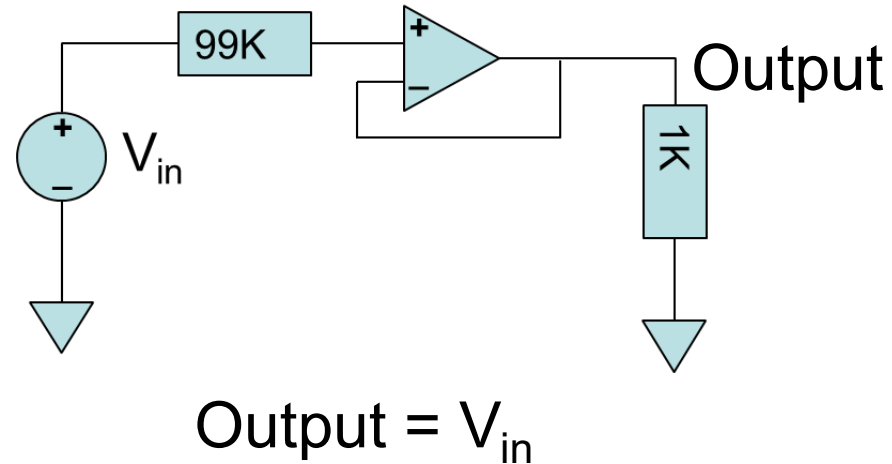 99K
+
–
Output
+
–
V<sub>in</sub>
1K
Output = V<sub>in</sub>